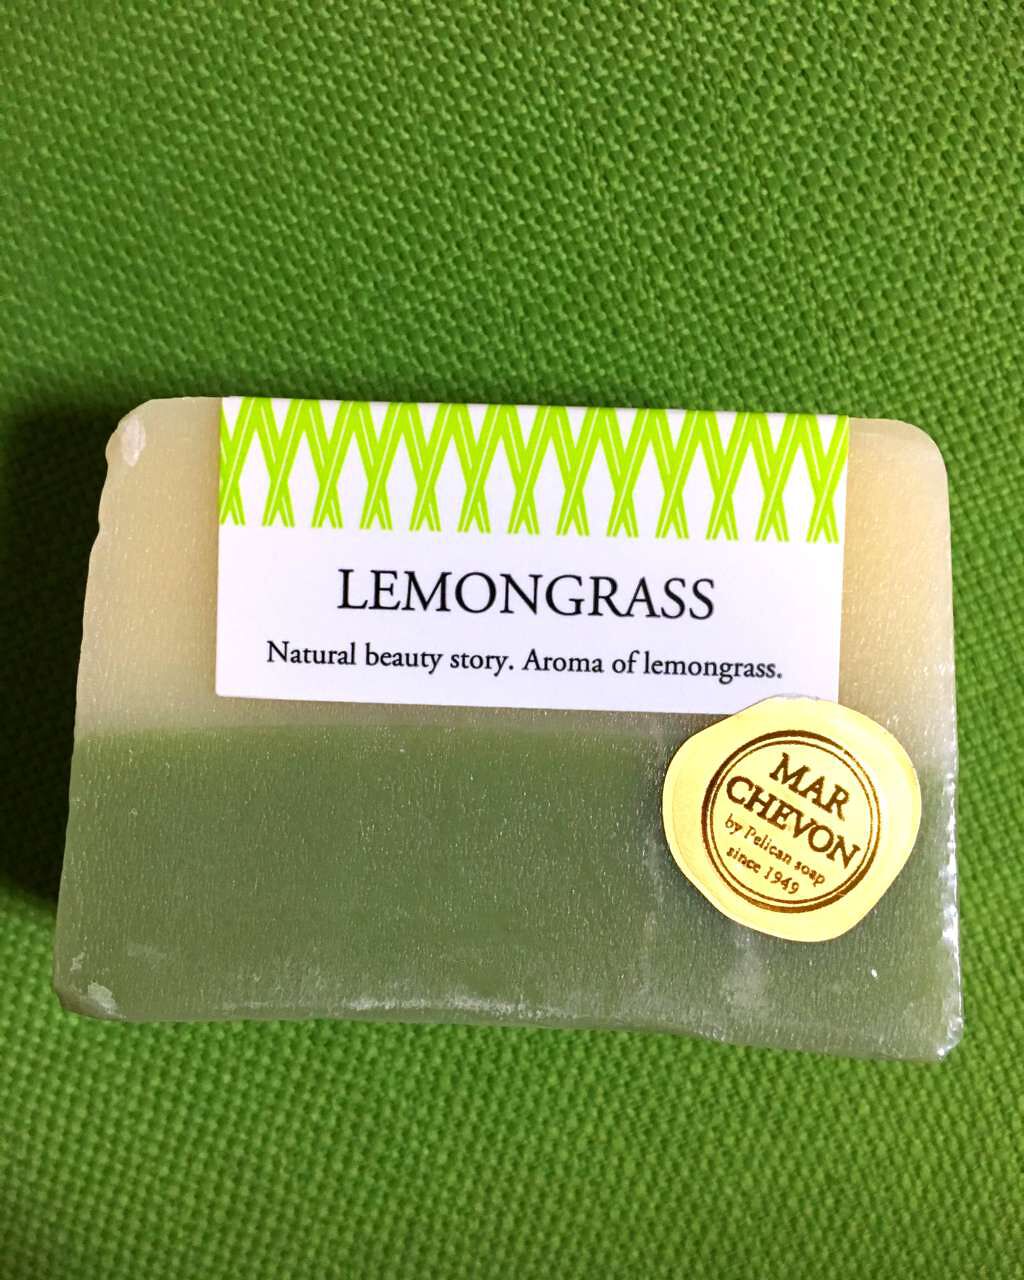 LEMONGRASS
Natural beauty story. Aroma of lemongrass.
MAR
CHEVON
by Pelican soap
since 1949